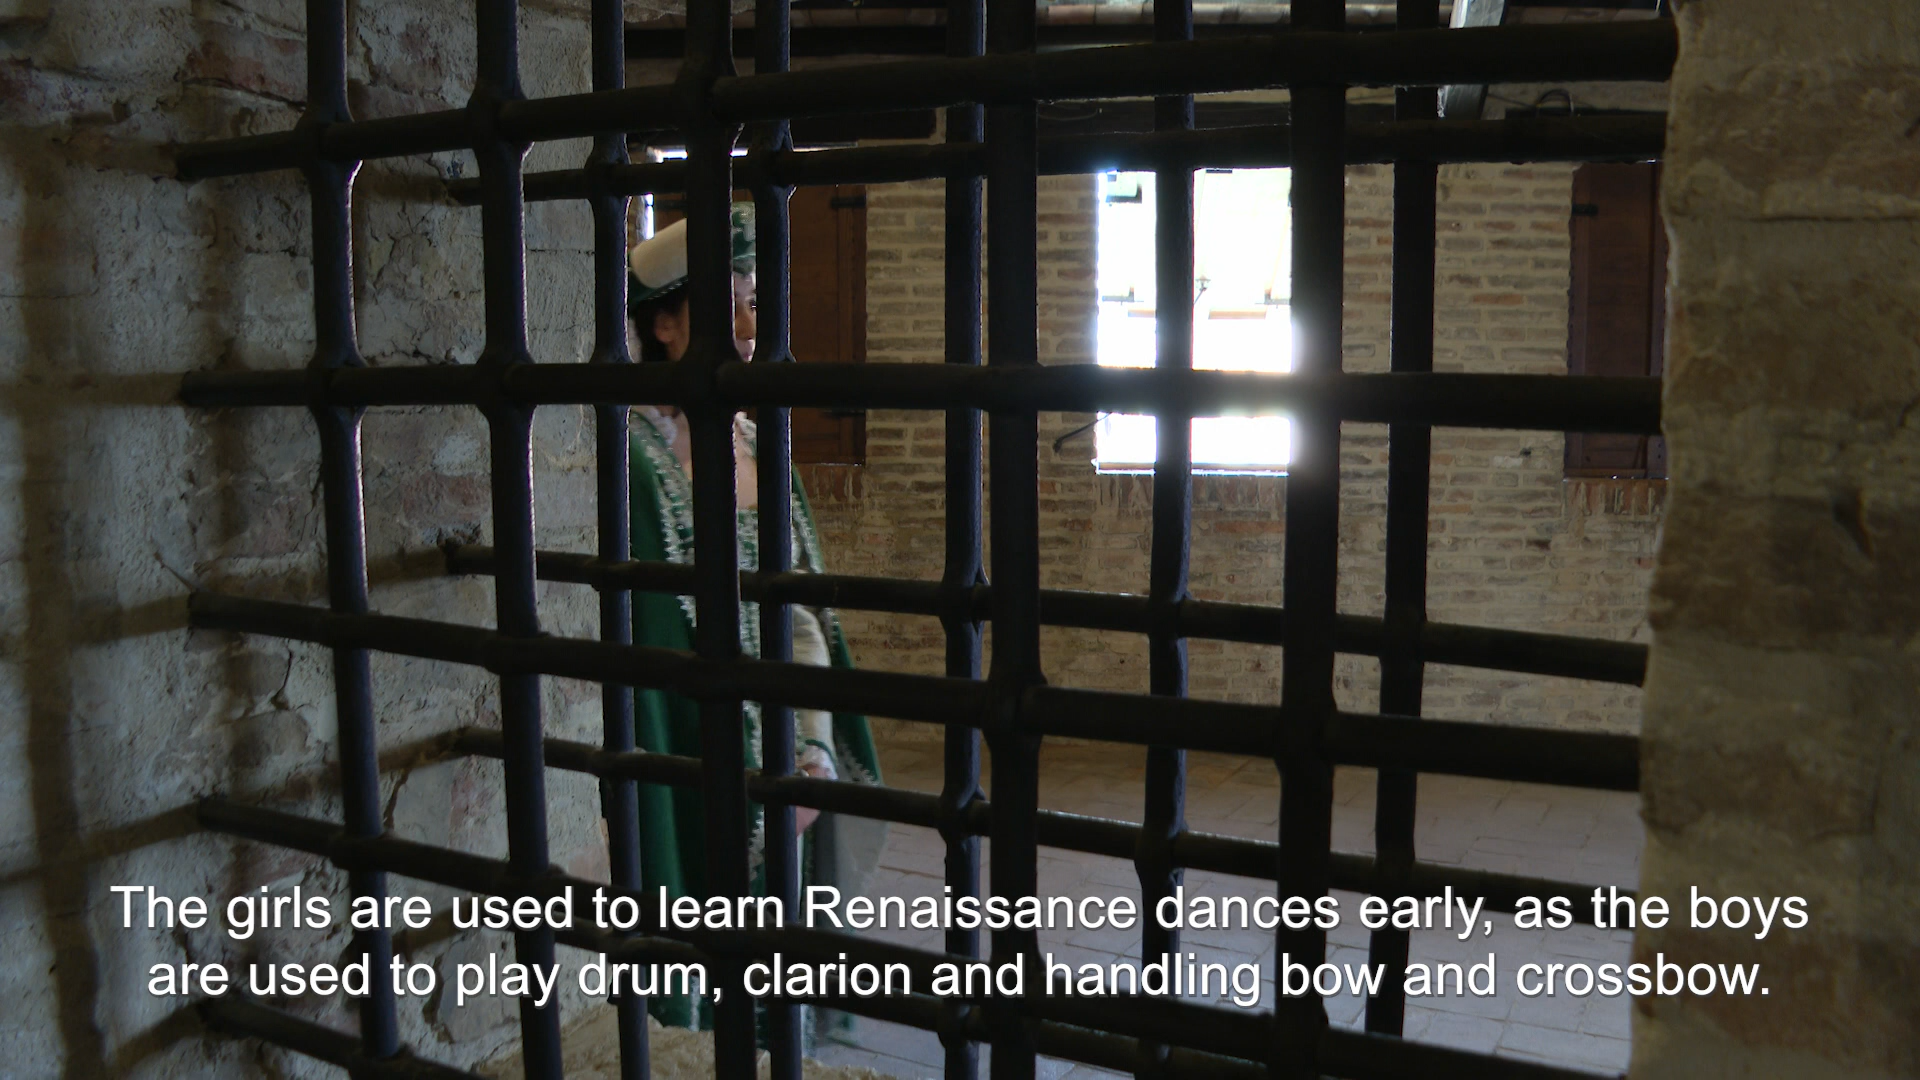 The girls are used to learn Renaissance dances early, as the boys
are used to play drum, clarion and handling bow and crossbow.